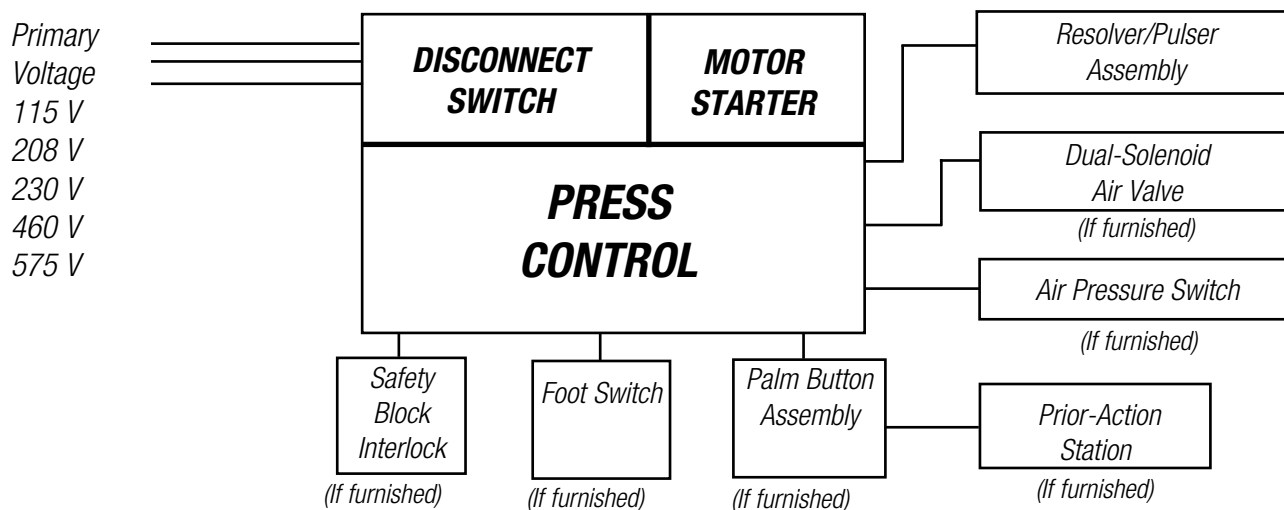 Primary
Voltage
115 V
208 V
230 V
460 V
575 V
DISCONNECT
SWITCH
MOTOR
STARTER
PRESS
CONTROL
Resolver/Pulser
Assembly
Dual-Solenoid
Air Valve
(If furnished)
Air Pressure Switch
(If furnished)
Safety
Block
Interlock
(If furnished)
Foot Switch
(If furnished)
Palm Button
Assembly
(If furnished)
Prior-Action
Station
(If furnished)